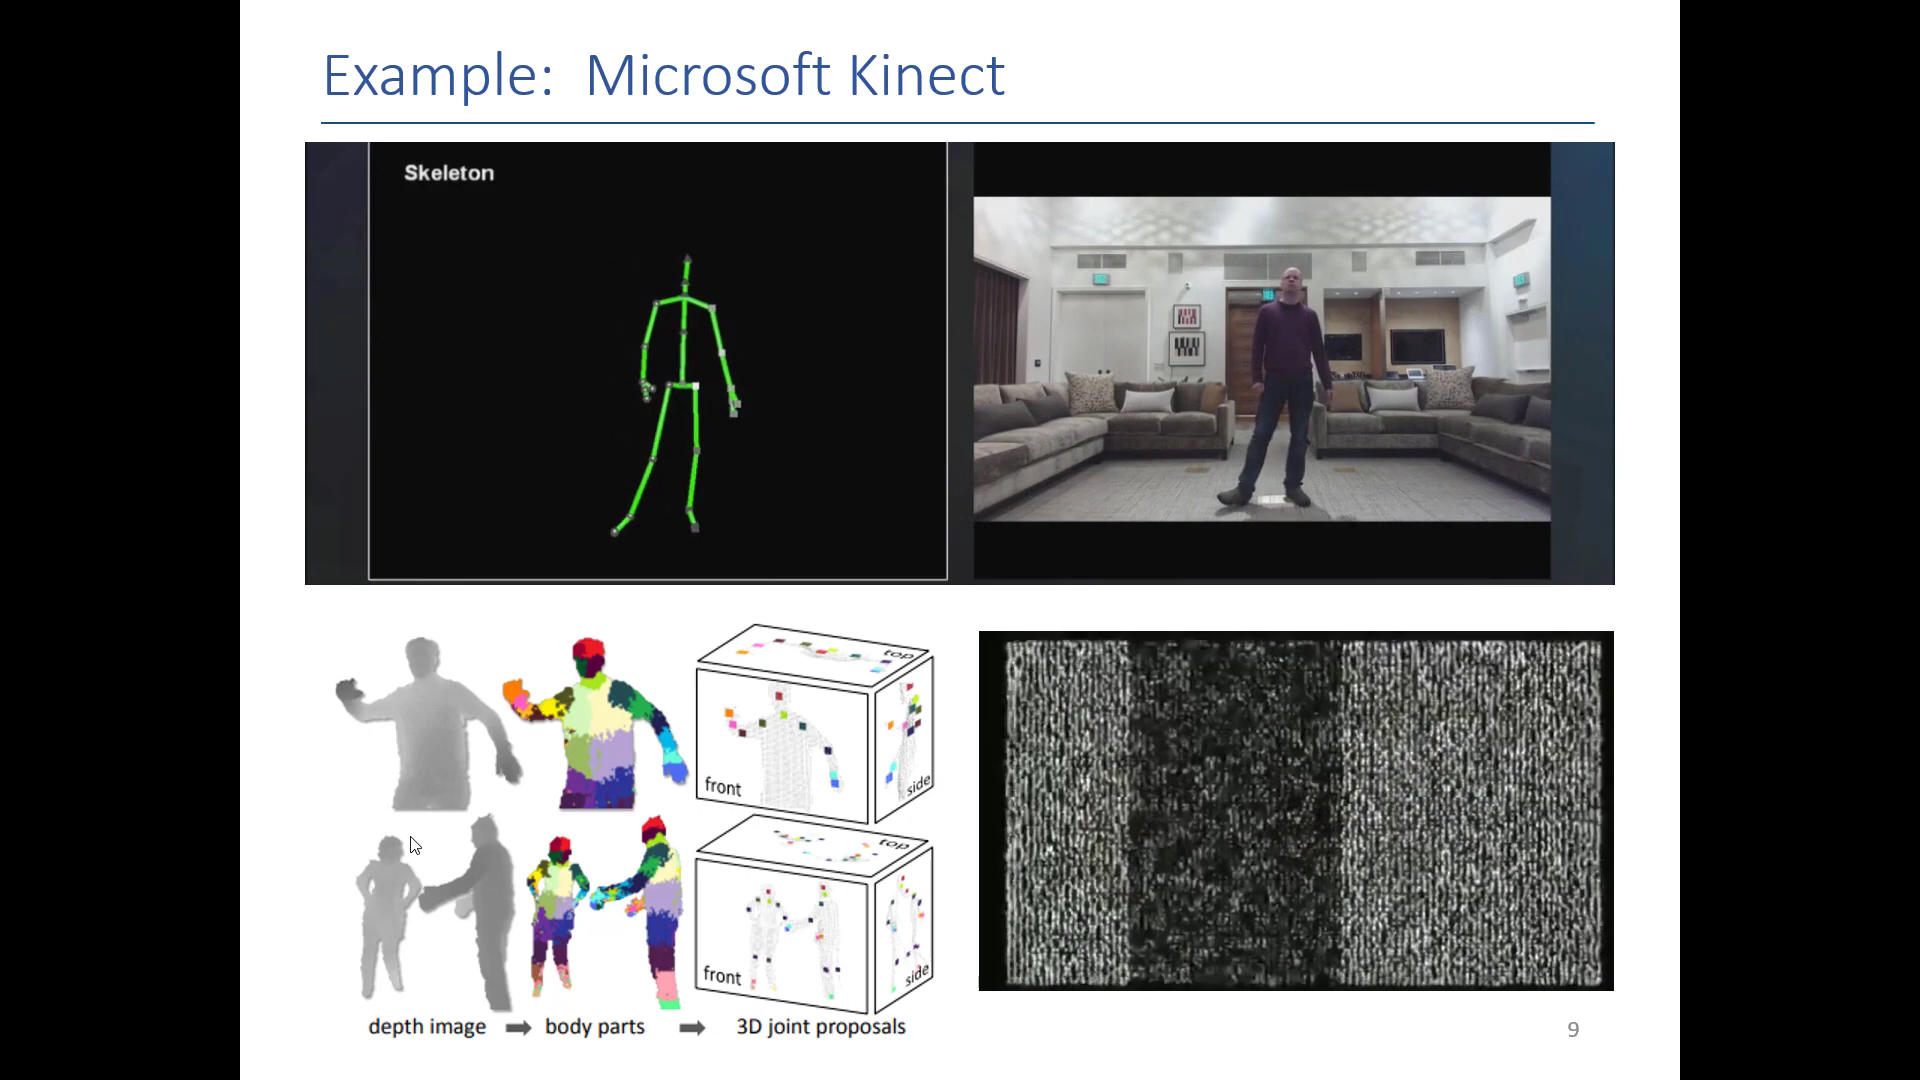 Example: Microsoft Kinect
Skeleton
top
front
side
top
front
side
depth image ➡ body parts ➡ 3D joint proposals
9